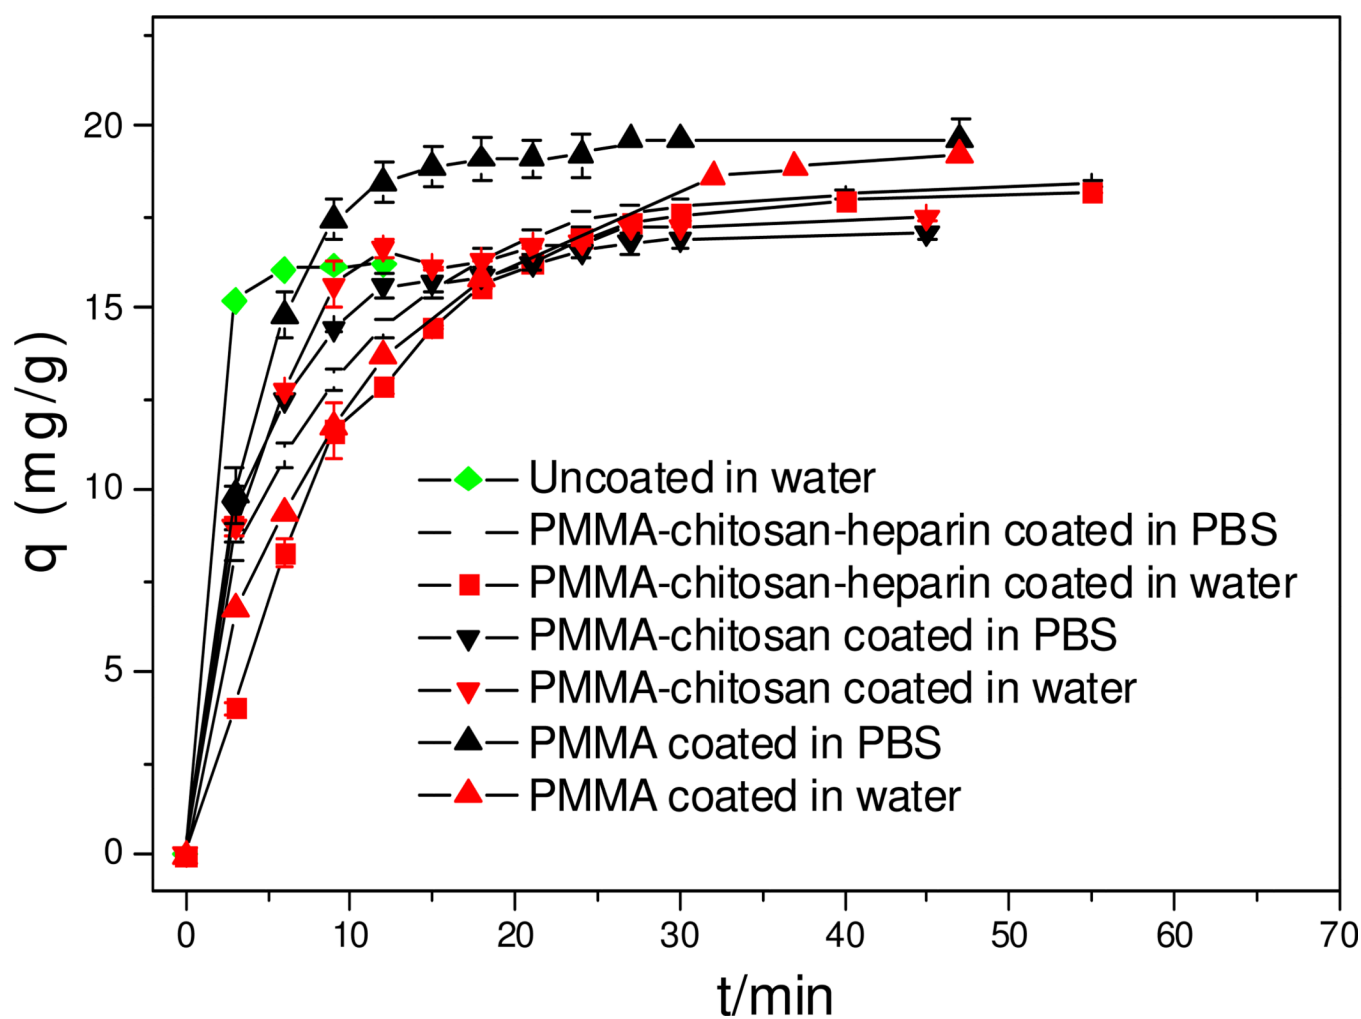 q (mg/g)
20
15
10
5
0
Uncoated in water
PMMA-chitosan-heparin coated in PBS
PMMA-chitosan-heparin coated in water
PMMA-chitosan coated in PBS
PMMA-chitosan coated in water
PMMA coated in PBS
PMMA coated in water
0 10 20 30 40 50 60 70
t/min